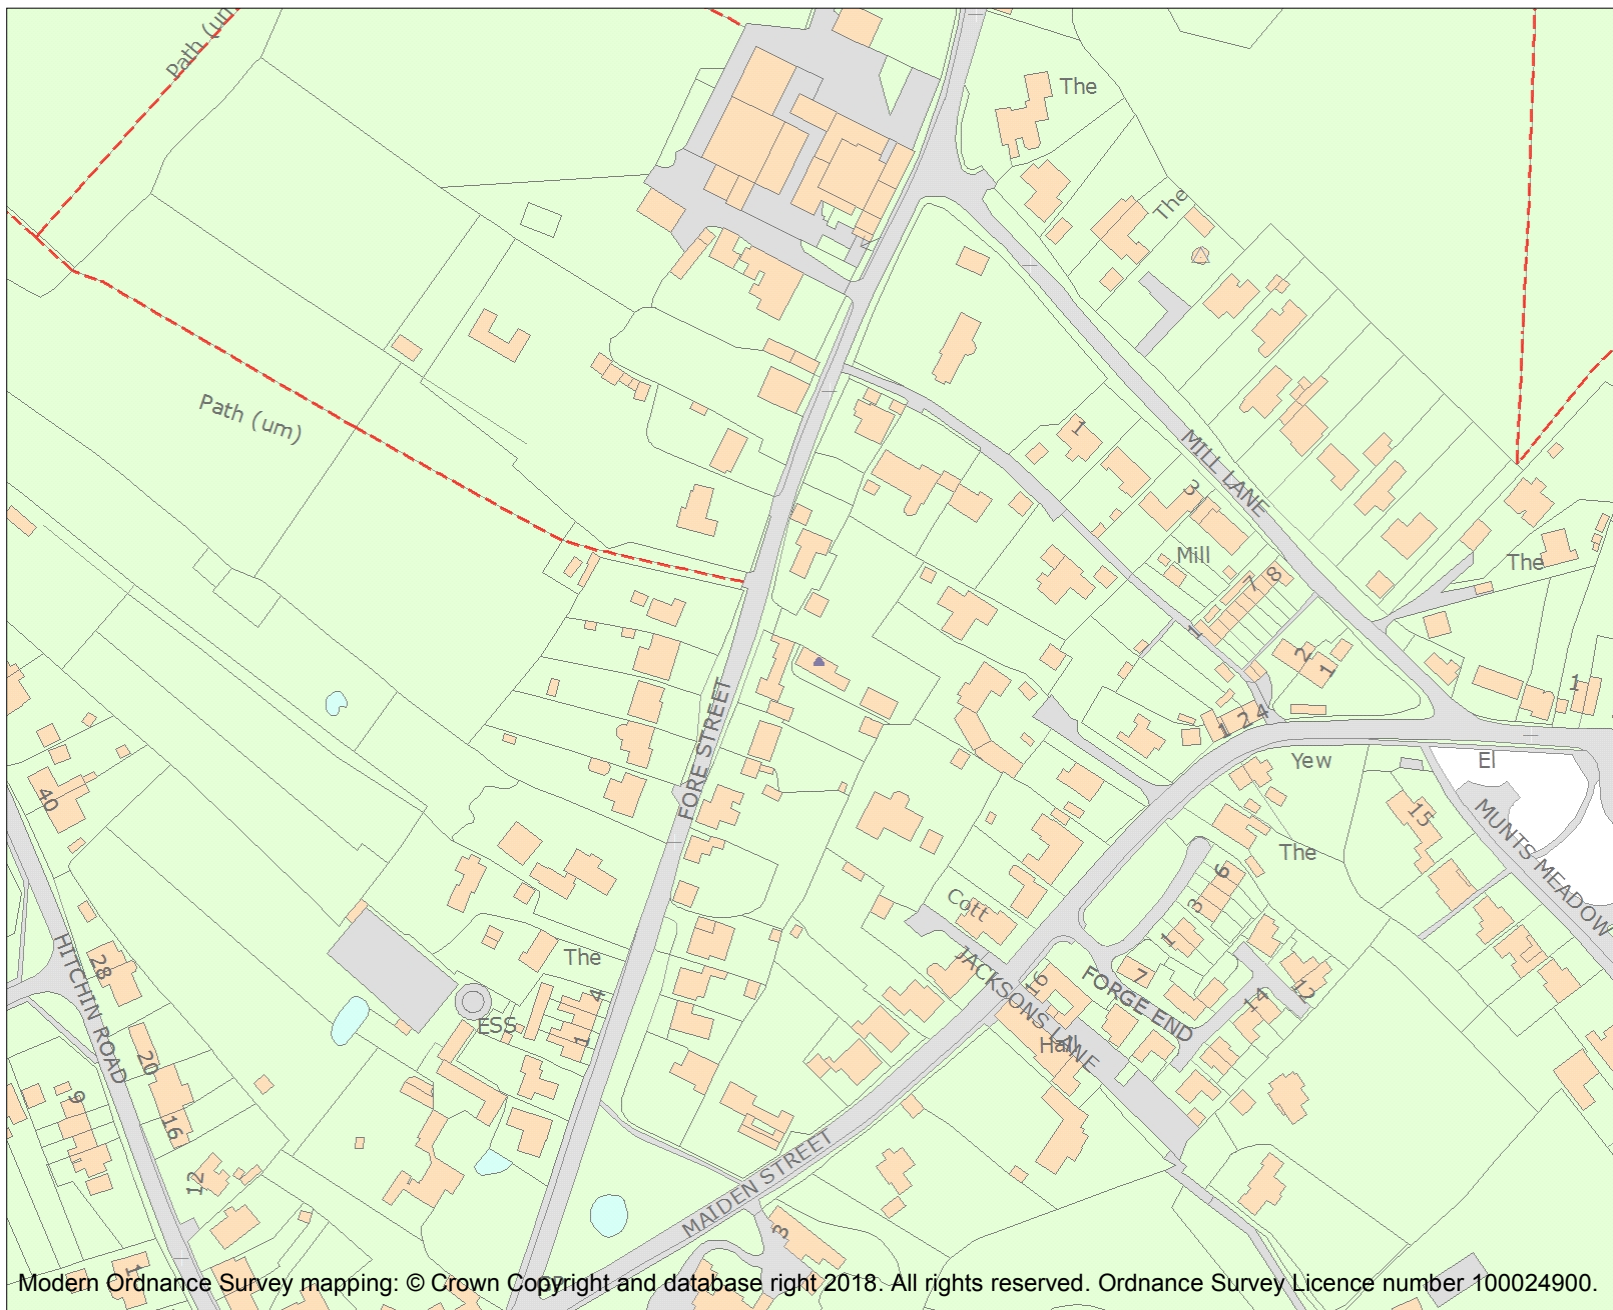 Path (um)
The
The
Path (um)
1
MILL LANE
3
Mill
The
7 8
1
2
1
1
FORE STREET
1 2 4
Yew
El
40
15
MUNTS MEADOW
The
6
Cott
3
1
HITCHIN ROAD
28
The
JACKSONS LANE
16
FORGE END
7
12
14
4
ESS
1
Hall
20
9
16
12
MAIDEN STREET
3
1
Modern Ordnance Survey mapping: © Crown Copyright and database right 2018. All rights reserved. Ordnance Survey Licence number 100024900.